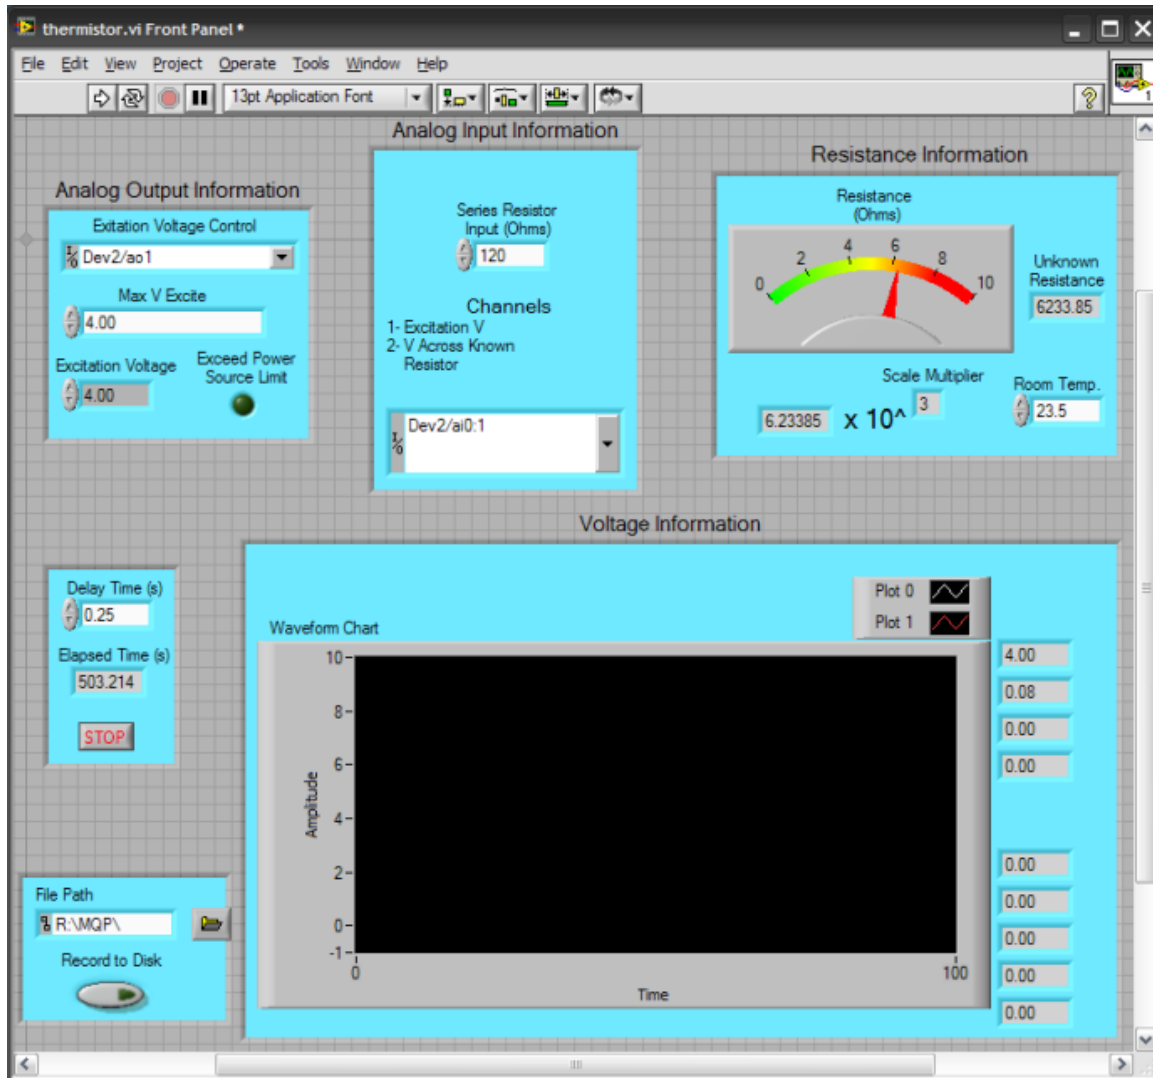 thermistor.vi Front Panel *
File Edit View Project Operate Tools Window Help
13pt Application Font
1
Analog Input Information
Series Resistor
Input (Ohms)
120
Channels
1- Excitation V
2- V Across Known
Resistor
Dev2/ai0:1
Analog Output Information
Exitation Voltage Control
Dev2/ao1
Max V Excite
4.00
Excitation Voltage
4.00
Exceed Power
Source Limit
Resistance Information
Resistance
(Ohms)
0 2 4 6 8 10
Unknown
Resistance
6233.85
Scale Multiplier
6.23385 x 10^ 3
Room Temp.
23.5
Delay Time (s)
0.25
Elapsed Time (s)
503.214
STOP
File Path
R:\MQP\
Record to Disk
Voltage Information
Plot 0
Plot 1
Waveform Chart
Amplitude
10
8
6
4
2
0
-1
0 100
Time
4.00
0.08
0.00
0.00
0.00
0.00
0.00
0.00
0.00